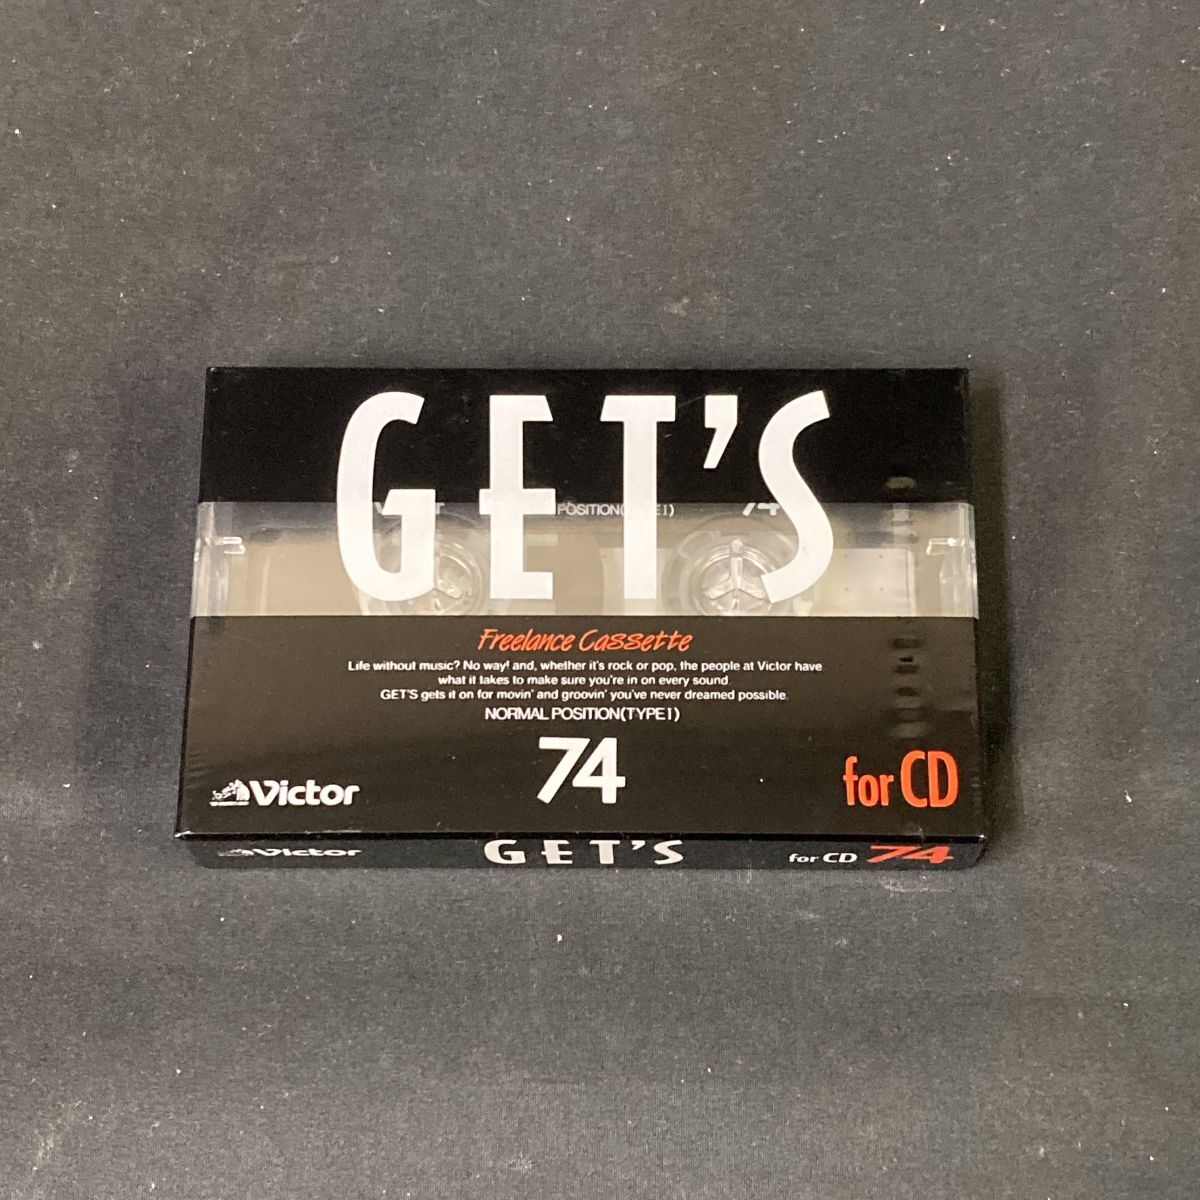 GET'S
POSITION
74
Freelance Cassette
Life without music? No way! and, whether it's rock or pop, the people at Victor have
what it takes to make sure you're in on every sound.
GET'S gets it on for movin' and groovin' you've never dreamed possible.
NORMAL POSITION(TYPE I)
74
Victor
for CD
Victor GET'S for CD 74